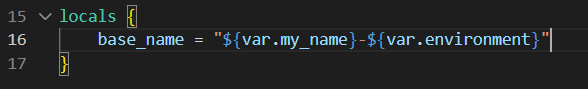 15 locals {
16 base_name = "${var.my_name}-${var.environment}"
17 }